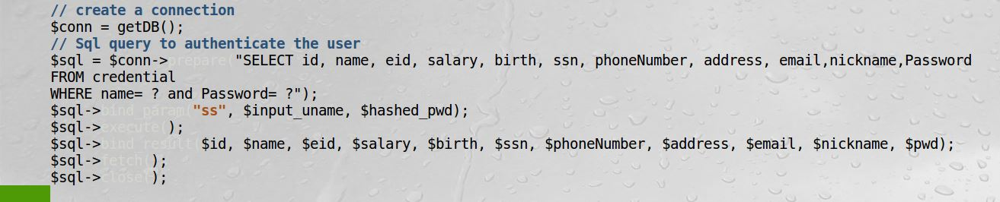 // create a connection
$conn = getDB();
// Sql query to authenticate the user
$sql = $conn->prepare("SELECT id, name, eid, salary, birth, ssn, phoneNumber, address, email,nickname,Password
FROM credential
WHERE name= ? and Password= ?");
$sql->bind_param("ss", $input_uname, $hashed_pwd);
$sql->execute();
$sql->bind_result($id, $name, $eid, $salary, $birth, $ssn, $phoneNumber, $address, $email, $nickname, $pwd);
$sql->fetch();
$sql->close();